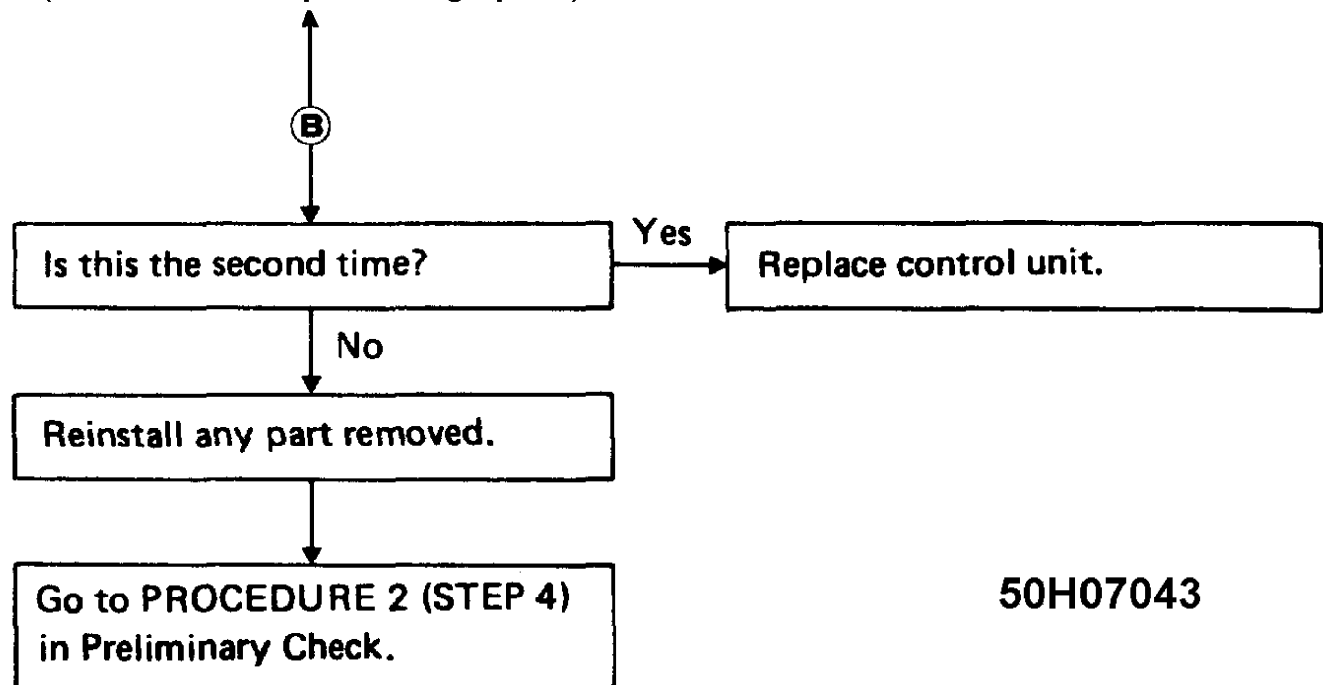 B
Is this the second time?
Yes
Replace control unit.
No
Reinstall any part removed.
Go to PROCEDURE 2 (STEP 4)
in Preliminary Check.
50H07043